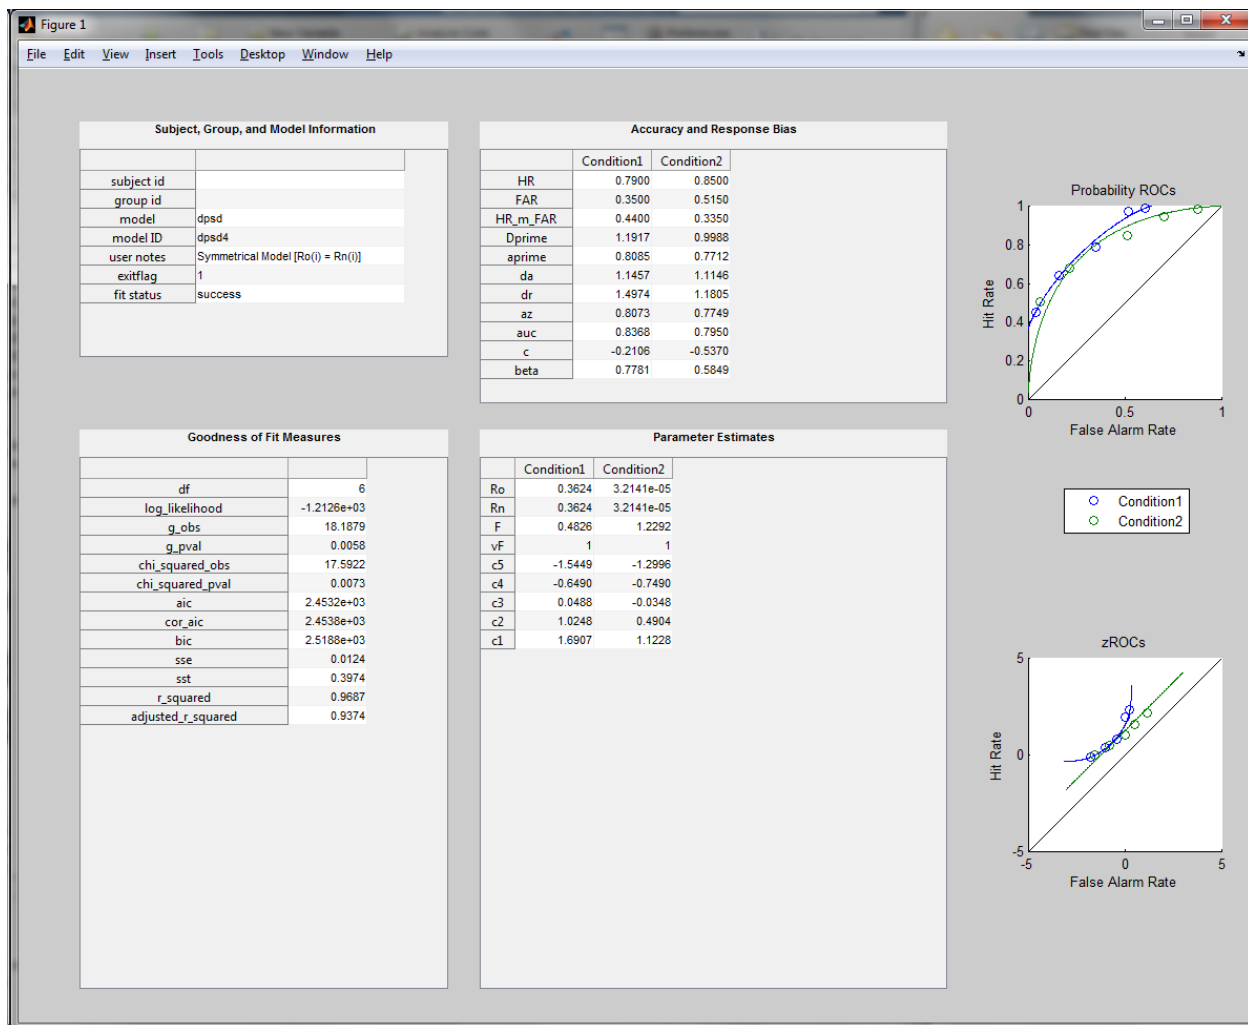 Figure 1
File Edit View Insert Tools Desktop Window Help
Subject, Group, and Model Information
subject id
group id
model dpsd
model ID dpsd4
user notes Symmetrical Model [Ro(i) = Rn(i)]
exitflag 1
fit status success
Accuracy and Response Bias
Condition1 Condition2
HR 0.7900 0.8500
FAR 0.3500 0.5150
HR_m_FAR 0.4400 0.3350
Dprime 1.1917 0.9988
aprime 0.8085 0.7712
da 1.1457 1.1146
dr 1.4974 1.1805
az 0.8073 0.7749
auc 0.8368 0.7950
c -0.2106 -0.5370
beta 0.7781 0.5849
Probability ROCs
1
0.8
0.6
0.4
0.2
0
Hit Rate
0 0.5 1
False Alarm Rate
Goodness of Fit Measures
df 6
log_likelihood -1.2126e+03
g_obs 18.1879
g_pval 0.0058
chi_squared_obs 17.5922
chi_squared_pval 0.0073
aic 2.4532e+03
cor_aic 2.4538e+03
bic 2.5188e+03
sse 0.0124
sst 0.3974
r_squared 0.9687
adjusted_r_squared 0.9374
Parameter Estimates
Condition1 Condition2
Ro 0.3624 3.2141e-05
Rn 0.3624 3.2141e-05
F 0.4826 1.2292
vF 1 1
c5 -1.5449 -1.2996
c4 -0.6490 -0.7490
c3 0.0488 -0.0348
c2 1.0248 0.4904
c1 1.6907 1.1228
Condition1
Condition2
zROCs
5
0
-5
Hit Rate
-5 0 5
False Alarm Rate